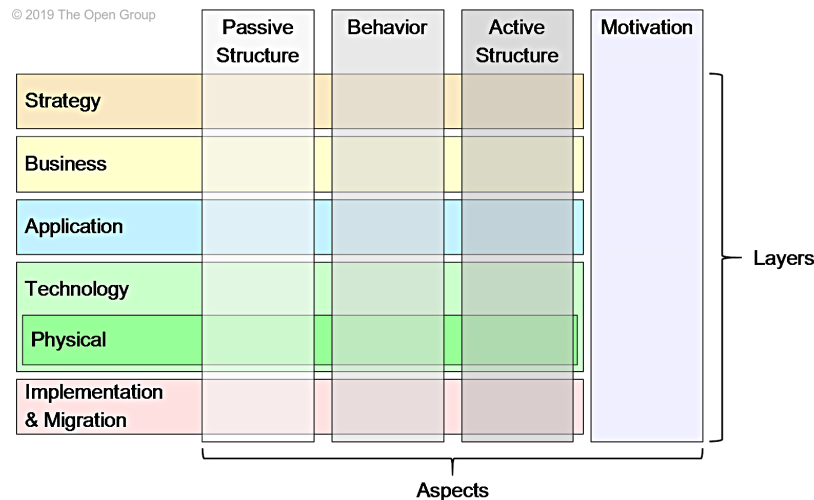 © 2019 The Open Group
Passive
Structure
Behavior
Active
Structure
Motivation
Strategy
Business
Application
Technology
Physical
Implementation
& Migration
Layers
Aspects